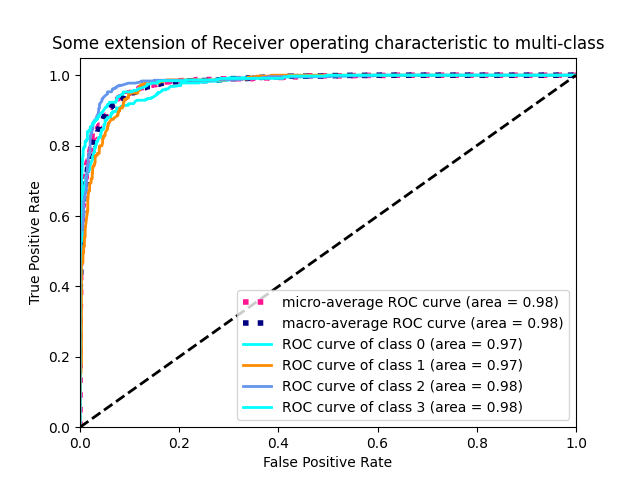 Some extension of Receiver operating characteristic to multi-class
1.0
0.8
0.6
0.4
0.2
0.0
True Positive Rate
micro-average ROC curve (area = 0.98)
macro-average ROC curve (area = 0.98)
ROC curve of class 0 (area = 0.97)
ROC curve of class 1 (area = 0.97)
ROC curve of class 2 (area = 0.98)
ROC curve of class 3 (area = 0.98)
0.0 0.2 0.4 0.6 0.8 1.0
False Positive Rate